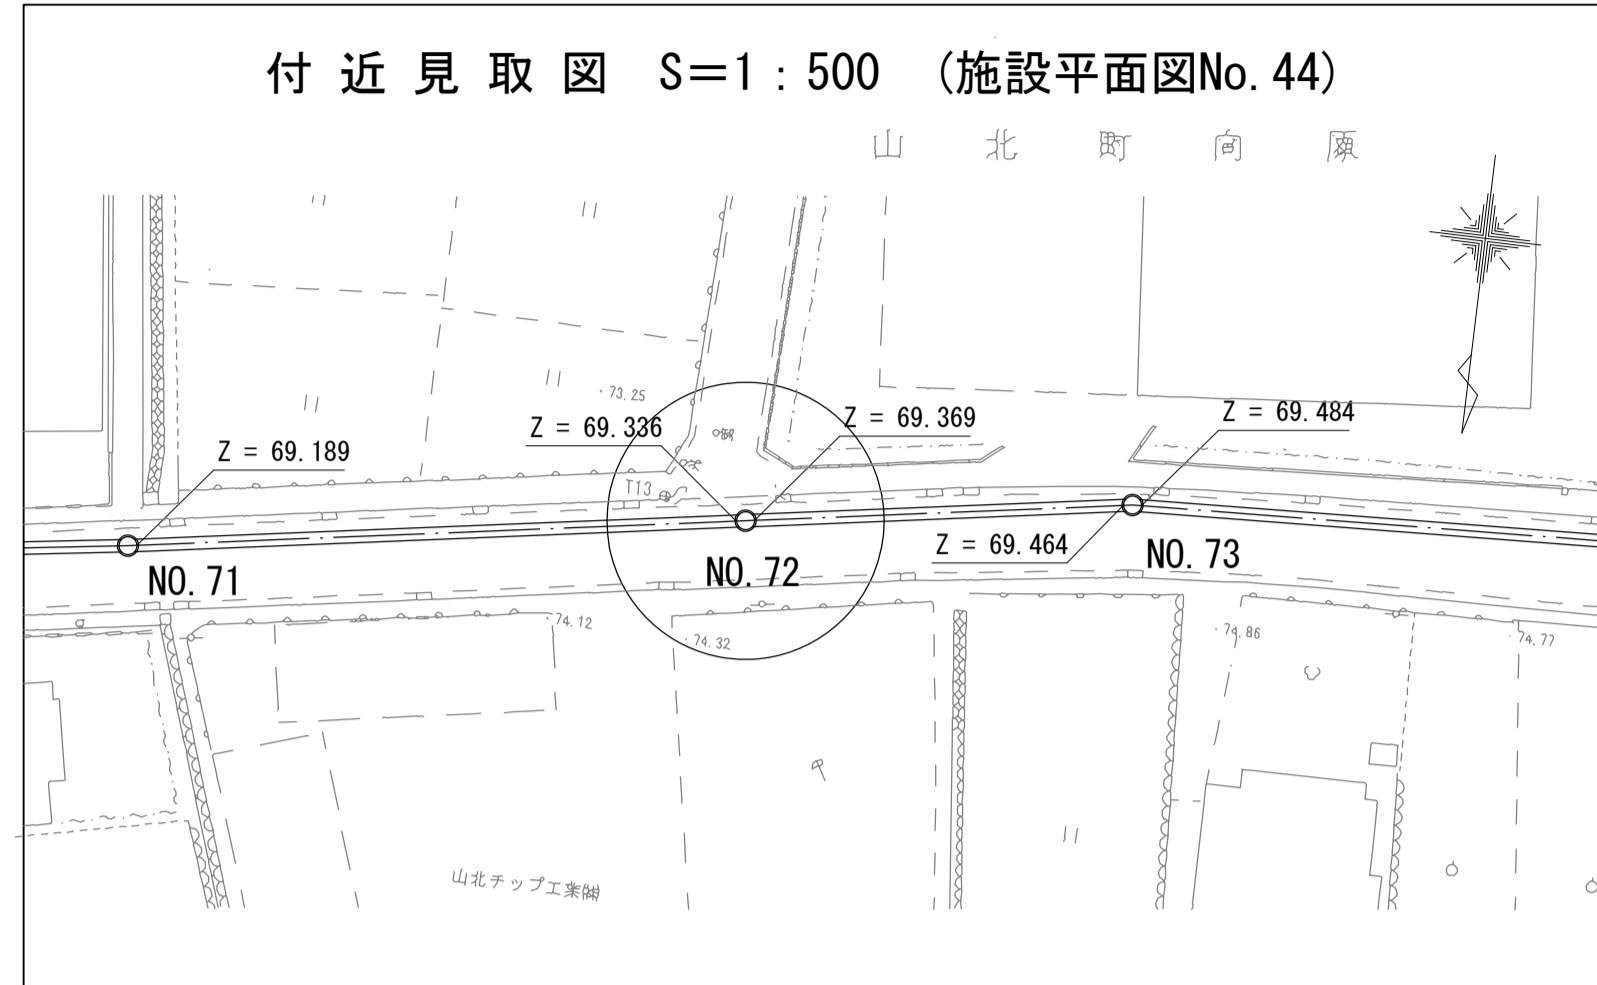 付近見取図 S=1:500 (施設平面図No.44)
山北町向原
73.25
Z = 69.484
Z = 69.369
Z = 69.336
Z = 69.189
T13
Z = 69.464
NO.73
NO.72
NO.71
74.12
74.32
74.86
74.77
山北チップ工業㈱